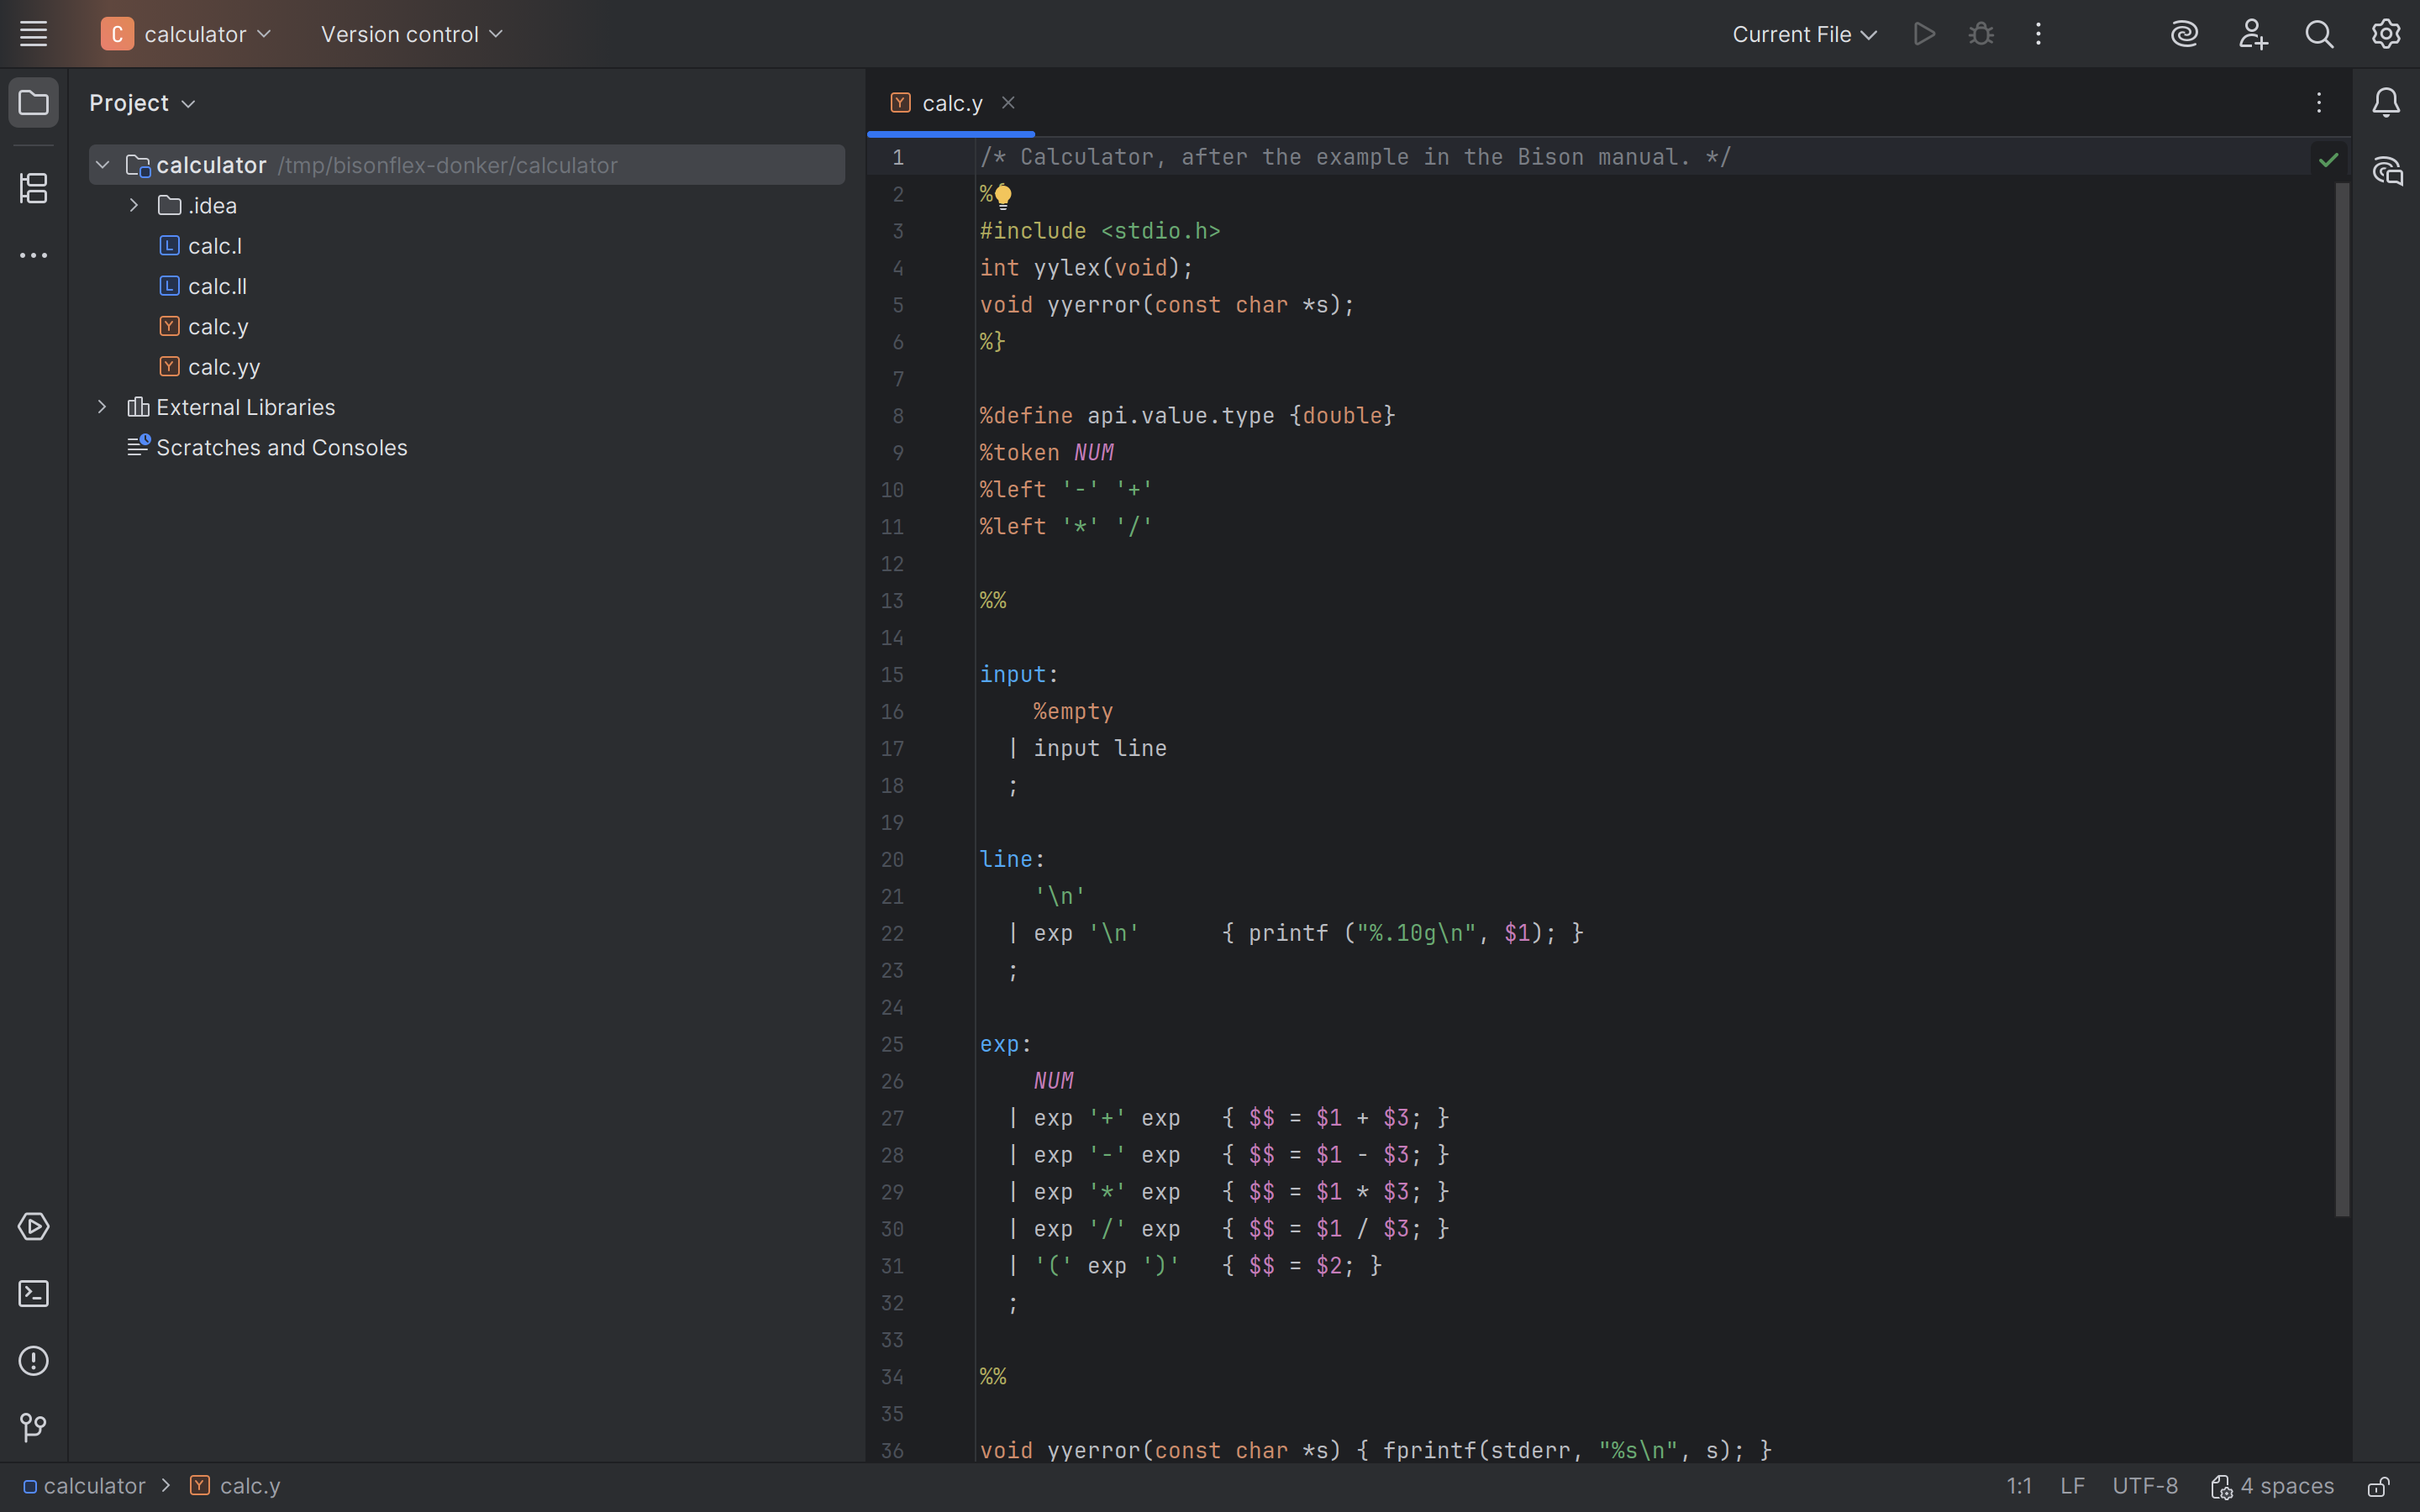 C calculator Version control Current File
Project
calculator /tmp/bisonflex-donker/calculator
.idea
L calc.l
L calc.ll
Y calc.y
Y calc.yy
External Libraries
Scratches and Consoles
Y calc.y
1 /* Calculator, after the example in the Bison manual. */
2 %
3 #include <stdio.h>
4 int yylex(void);
5 void yyerror(const char *s);
6 %}
7
8 %define api.value.type {double}
9 %token NUM
10 %left '-' '+'
11 %left '*' '/'
12
13 %%
14
15 input:
16     %empty
17   | input line
18   ;
19
20 line:
21     '\n'
22   | exp '\n'      { printf ("%.10g\n", $1); }
23   ;
24
25 exp:
26     NUM
27   | exp '+' exp   { $$ = $1 + $3; }
28   | exp '-' exp   { $$ = $1 - $3; }
29   | exp '*' exp   { $$ = $1 * $3; }
30   | exp '/' exp   { $$ = $1 / $3; }
31   | '(' exp ')'   { $$ = $2; }
32   ;
33
34 %%
35
36 void yyerror(const char *s) { fprintf(stderr, "%s\n", s); }
calculator > Y calc.y 1:1 LF UTF-8 4 spaces